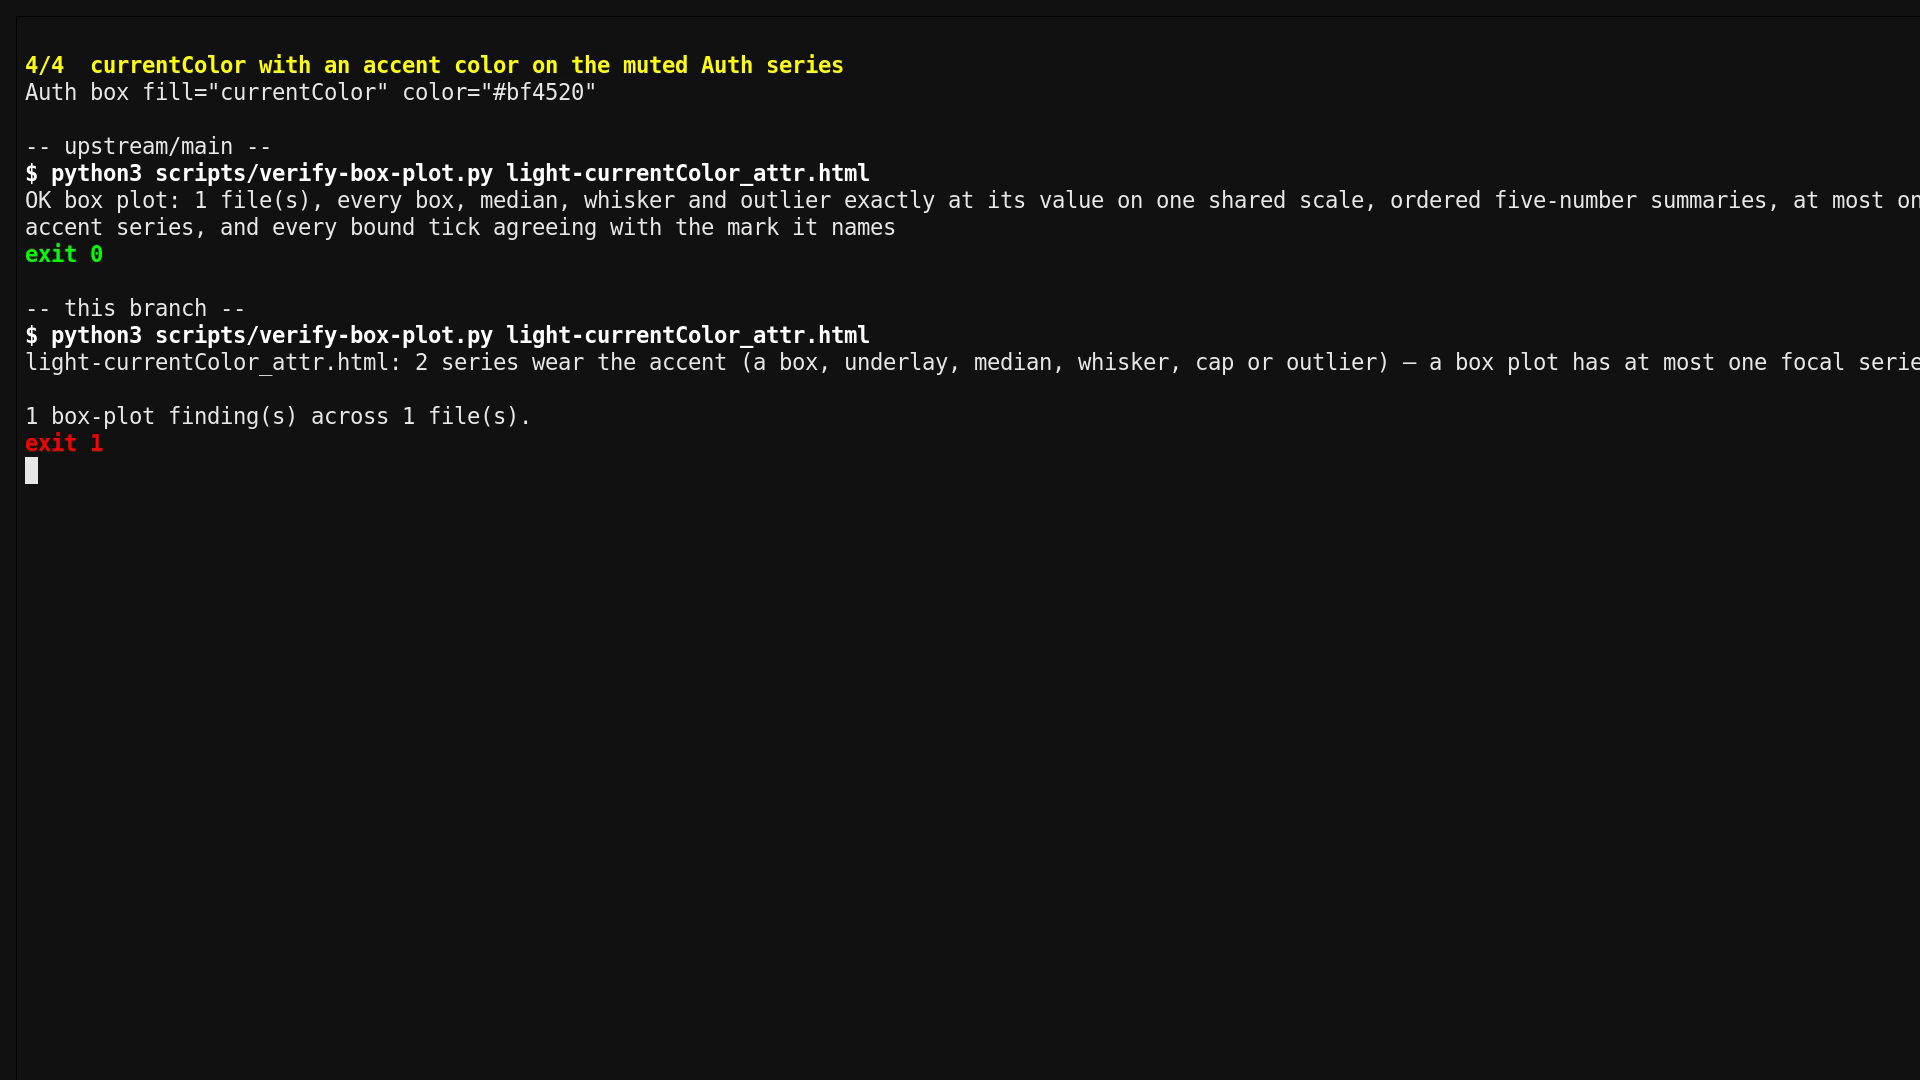 4/4  currentColor with an accent color on the muted Auth series
Auth box fill="currentColor" color="#bf4520"
-- upstream/main --
$ python3 scripts/verify-box-plot.py light-currentColor_attr.html
OK box plot: 1 file(s), every box, median, whisker and outlier exactly at its value on one shared scale, ordered five-number summaries, at most on
accent series, and every bound tick agreeing with the mark it names
exit 0
-- this branch --
$ python3 scripts/verify-box-plot.py light-currentColor_attr.html
light-currentColor_attr.html: 2 series wear the accent (a box, underlay, median, whisker, cap or outlier) — a box plot has at most one focal serie
1 box-plot finding(s) across 1 file(s).
exit 1